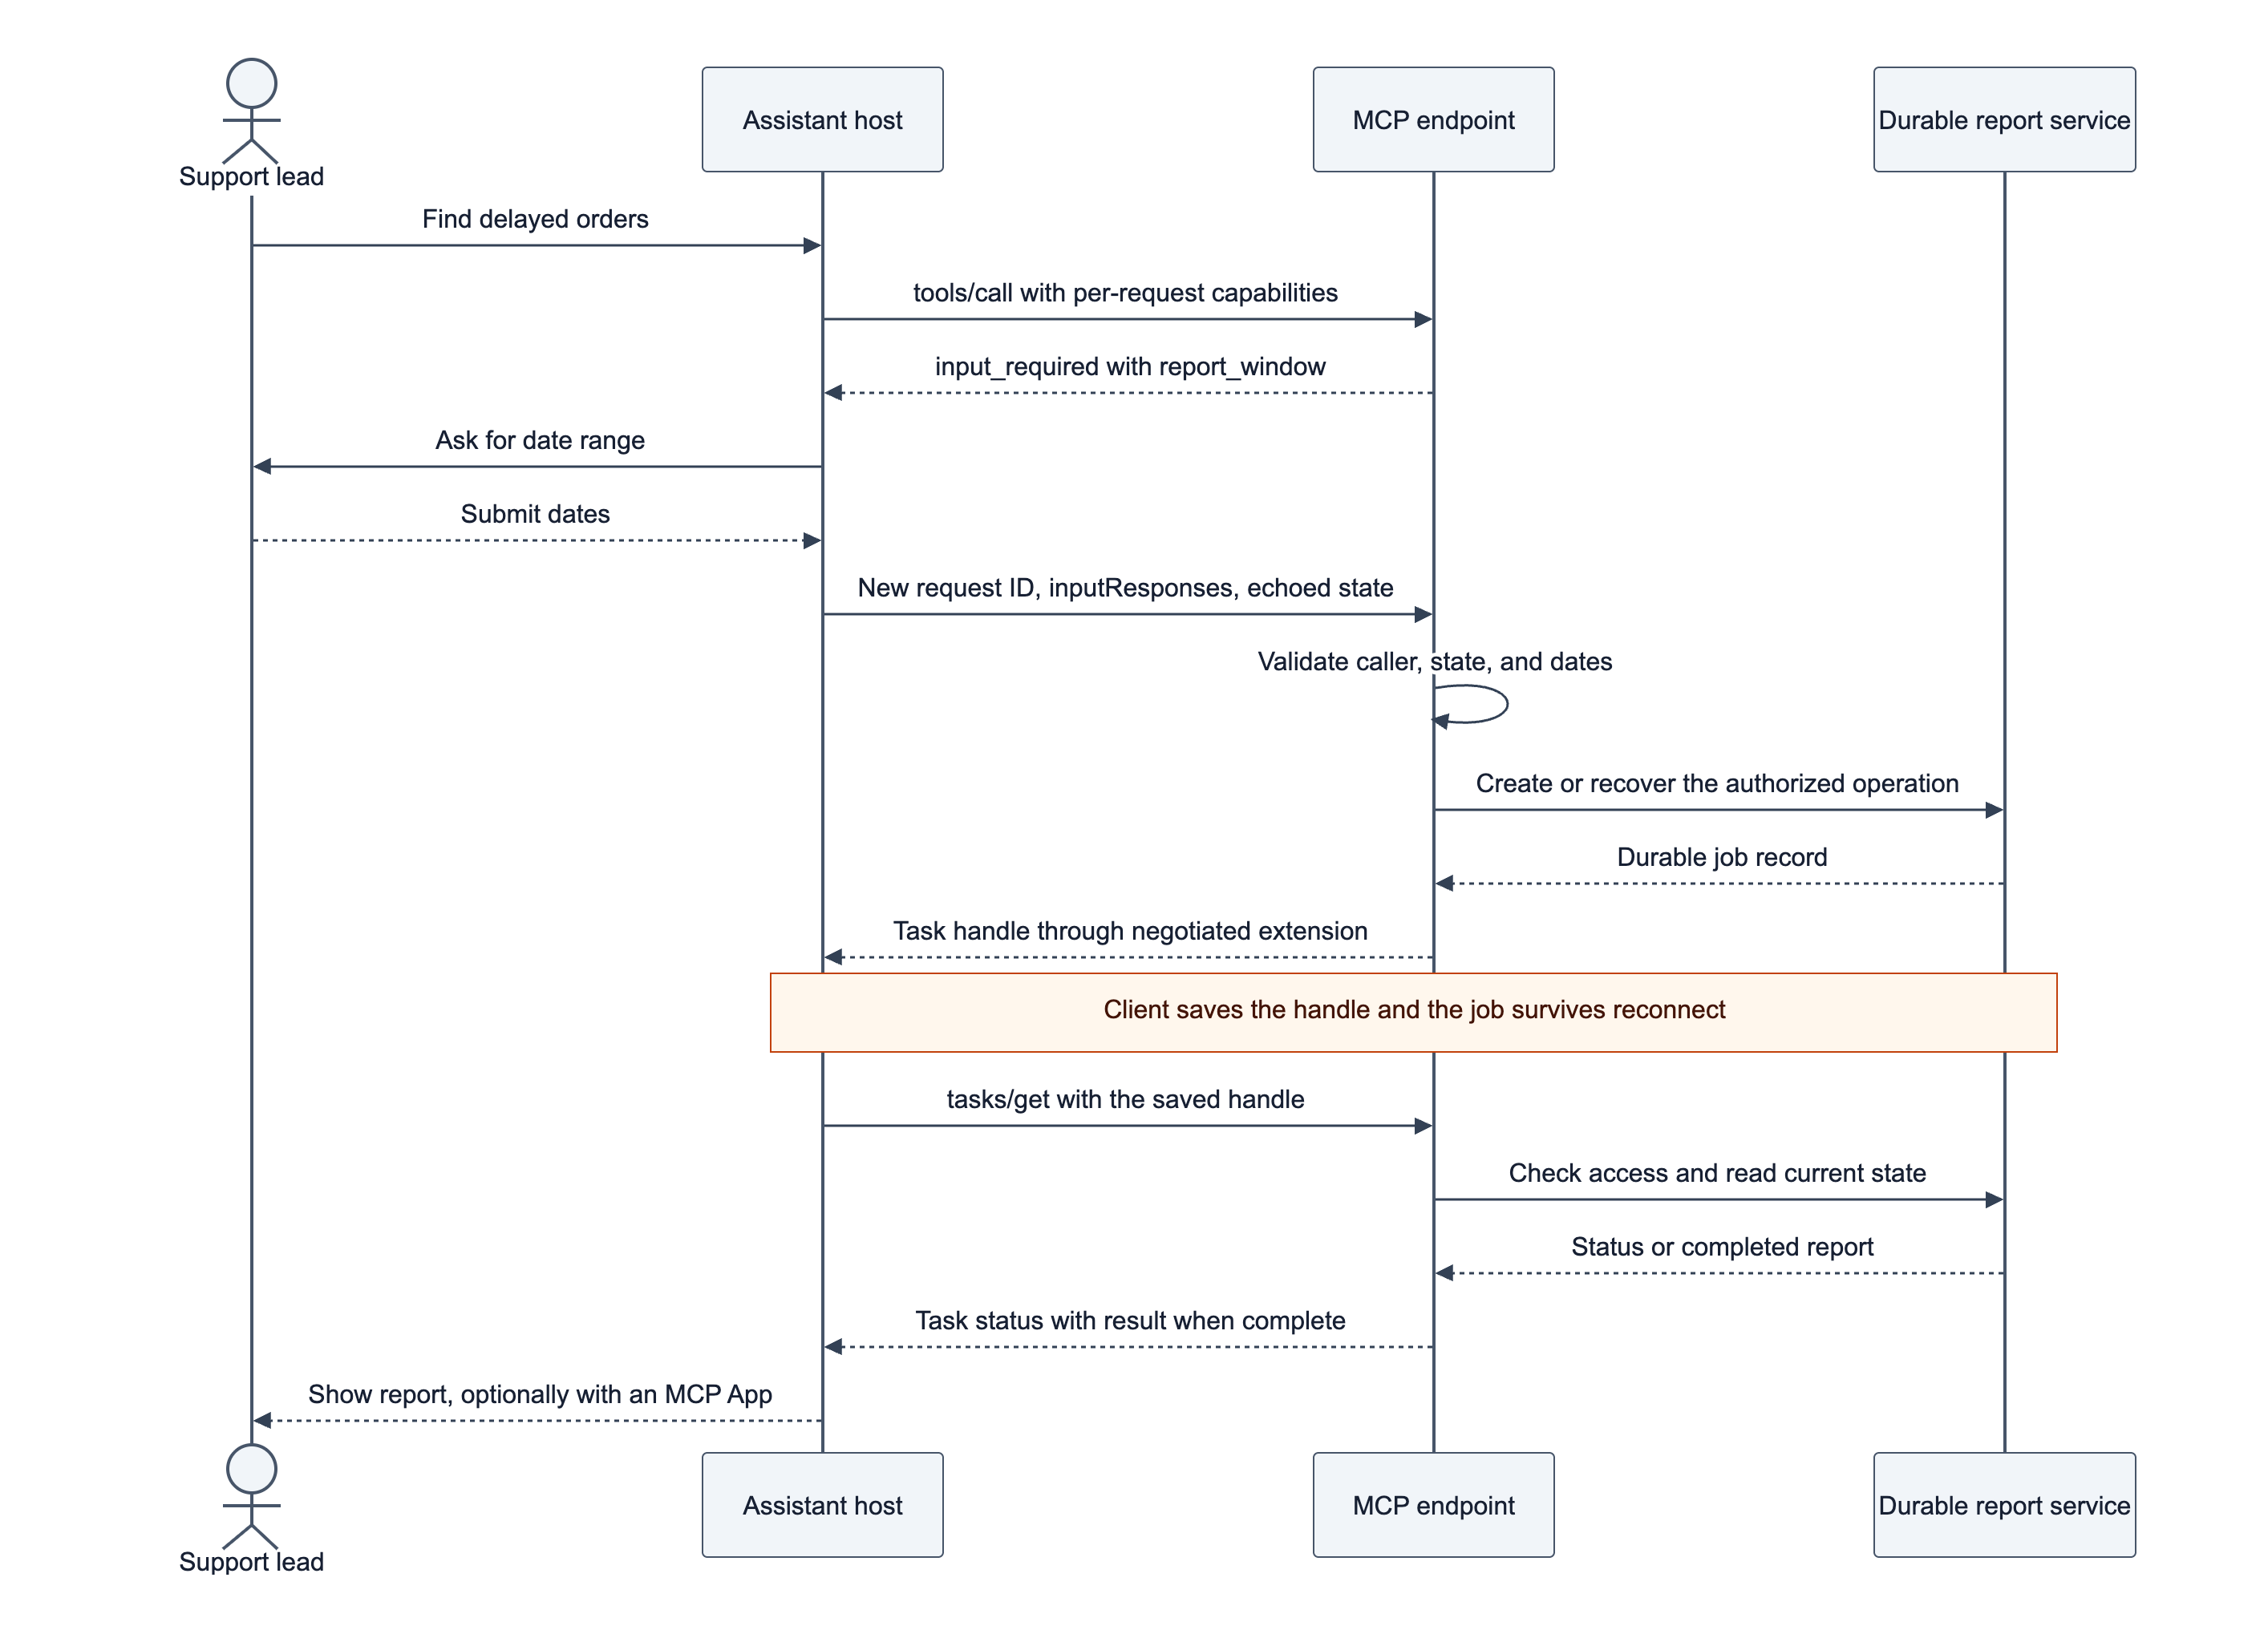 Support lead
Assistant host
MCP endpoint
Durable report service
Find delayed orders
tools/call with per-request capabilities
input_required with report_window
Ask for date range
Submit dates
New request ID, inputResponses, echoed state
Validate caller, state, and dates
Create or recover the authorized operation
Durable job record
Task handle through negotiated extension
Client saves the handle and the job survives reconnect
tasks/get with the saved handle
Check access and read current state
Status or completed report
Task status with result when complete
Show report, optionally with an MCP App
Support lead
Assistant host
MCP endpoint
Durable report service